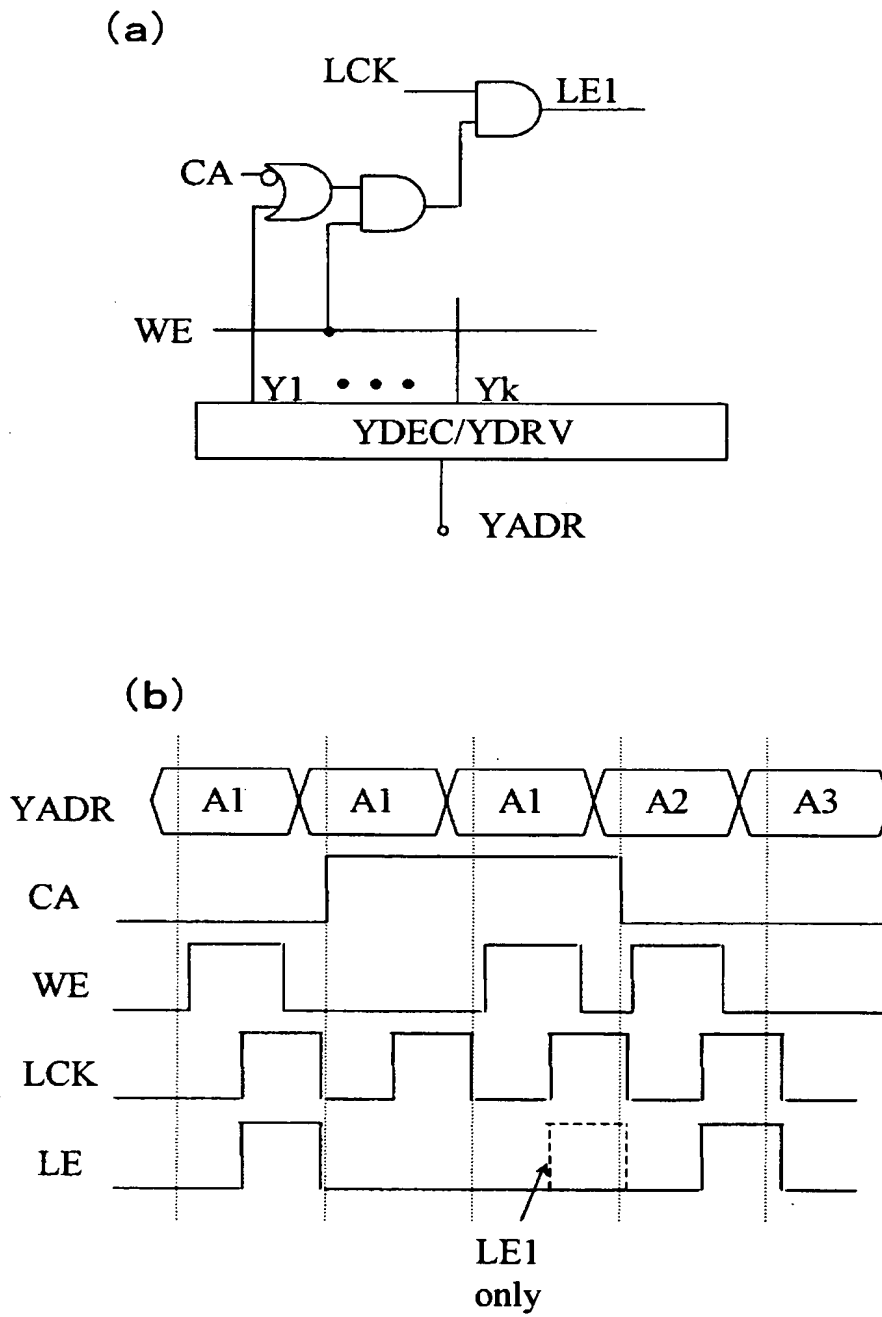 (a)
LCK
LE1
CA
WE
Y1 • • • Yk
YDEC/YDRV
YADR
(b)
YADR A1 A1 A1 A2 A3
CA
WE
LCK
LE
LE1
only